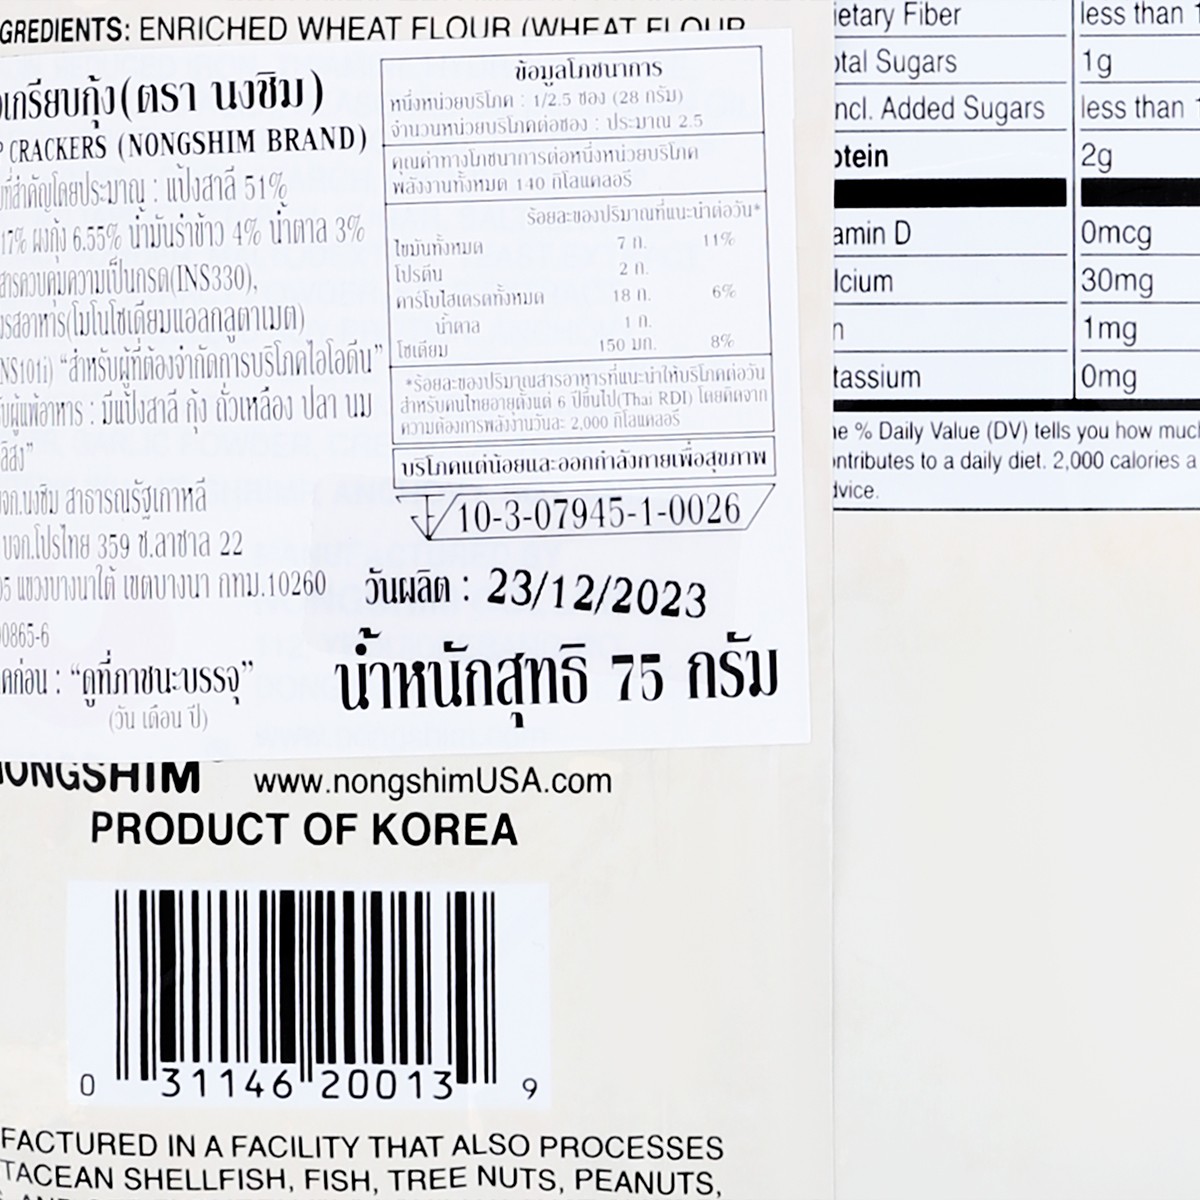 GREDIENTS: ENRICHED WHEAT FLOUR (WHEAT FLOUR
เกรียบกุ้ง(ตรา นงชิม)
P CRACKERS (NONGSHIM BRAND)
ที่สำคัญโดยประมาณ : แป้งสาลี 51%
17% ผงกุ้ง 6.55% น้ำมันรำข้าว 4% น้ำตาล 3%
สารควบคุมความเป็นกรด(INS330),
รสอาหาร(โมโนโซเดียมแอลกลูตาเมต)
NS101i) “สำหรับผู้ที่ต้องจำกัดการบริโภคไอโอดีน”
ับผู้แพ้อาหาร : มีแป้งสาลี กุ้ง ถั่วเหลือง ปลา นม
ลิสง”
จก.นงชิม สาธารณรัฐเกาหลี
บจก.โปรไทย 359 ซ.ลาซาล 22
05 แขวงบางนาใต้ เขตบางนา กทม.10260
00865-6
ก่อน : “ดูที่ภาชนะบรรจุ”
(วัน เดือน ปี)
ข้อมูลโภชนาการ
หนึ่งหน่วยบริโภค : 1/2.5 ซอง (28 กรัม)
จำนวนหน่วยบริโภคต่อซอง : ประมาณ 2.5
คุณค่าทางโภชนาการต่อหนึ่งหน่วยบริโภค
พลังงานทั้งหมด 140 กิโลแคลอรี
ร้อยละของปริมาณที่แนะนำต่อวัน*
ไขมันทั้งหมด 7 ก. 11%
โปรตีน 2 ก.
คาร์โบไฮเดรตทั้งหมด 18 ก. 6%
น้ำตาล 1 ก.
โซเดียม 150 มก. 8%
*ร้อยละของปริมาณสารอาหารที่แนะนำให้บริโภคต่อวัน
สำหรับคนไทยอายุตั้งแต่ 6 ปีขึ้นไป(Thai RDI) โดยคิดจาก
ความต้องการพลังงานวันละ 2,000 กิโลแคลอรี
บริโภคแต่น้อยและออกกำลังกายเพื่อสุขภาพ
10-3-07945-1-0026
วันผลิต : 23/12/2023
น้ำหนักสุทธิ 75 กรัม
NONGSHIM www.nongshimUSA.com
PRODUCT OF KOREA
0 31146 20013 9
FACTURED IN A FACILITY THAT ALSO PROCESSES
TACEAN SHELLFISH, FISH, TREE NUTS, PEANUTS,
ietary Fiber less than 1
otal Sugars 1g
ncl. Added Sugars less than 1
otein 2g
amin D 0mcg
lcium 30mg
n 1mg
tassium 0mg
he % Daily Value (DV) tells you how much
ontributes to a daily diet. 2,000 calories a
dvice.